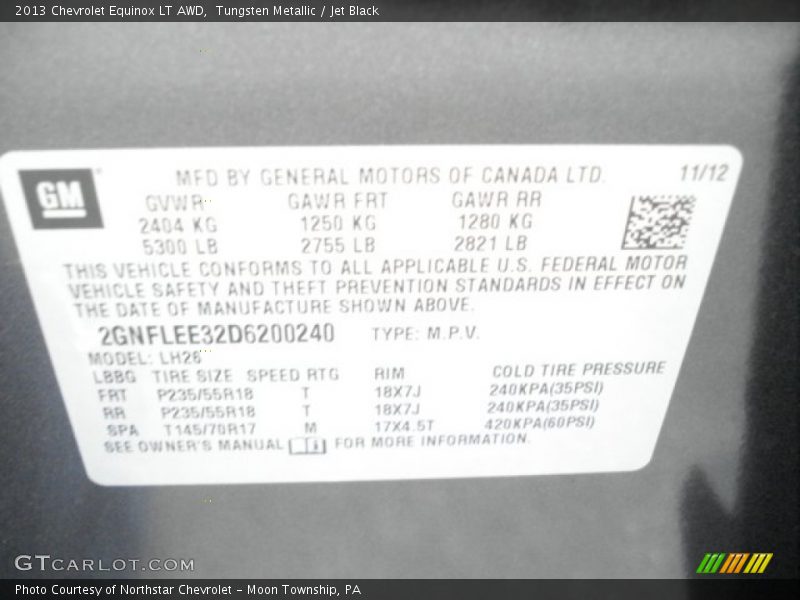 2013 Chevrolet Equinox LT AWD, Tungsten Metallic / Jet Black
GM
MFD BY GENERAL MOTORS OF CANADA LTD. 11/12
GVWR GAWR FRT GAWR RR
2404 KG 1250 KG 1280 KG
5300 LB 2755 LB 2821 LB
THIS VEHICLE CONFORMS TO ALL APPLICABLE U.S. FEDERAL MOTOR
VEHICLE SAFETY AND THEFT PREVENTION STANDARDS IN EFFECT ON
THE DATE OF MANUFACTURE SHOWN ABOVE.
2GNFLEE32D6200240 TYPE: M.P.V.
MODEL: LH26
LBBG TIRE SIZE SPEED RTG RIM COLD TIRE PRESSURE
FRT P235/55R18 T 18X7J 240KPA(35PSI)
RR P235/55R18 T 18X7J 240KPA(35PSI)
SPA T145/70R17 M 17X4.5T 420KPA(60PSI)
SEE OWNER'S MANUAL FOR MORE INFORMATION.
GTCARLOT.COM
Photo Courtesy of Northstar Chevrolet - Moon Township, PA